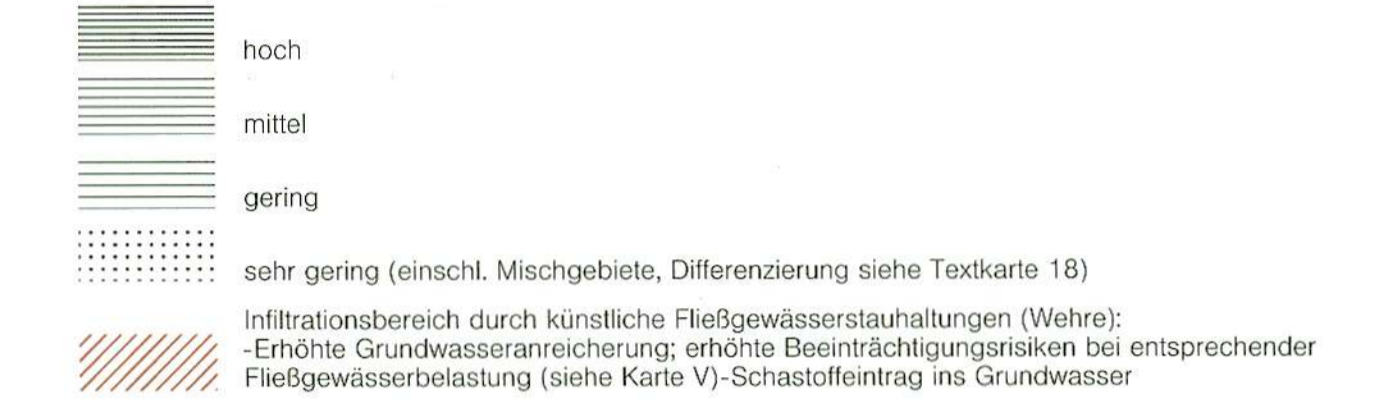 hoch
mittel
gering
sehr gering (einschl. Mischgebiete, Differenzierung siehe Textkarte 18)
Infiltrationsbereich durch künstliche Fließgewässerstauhaltungen (Wehre):
-Erhöhte Grundwasseranreicherung; erhöhte Beeinträchtigungsrisiken bei entsprechender
Fließgewässerbelastung (siehe Karte V)-Schastoffeintrag ins Grundwasser